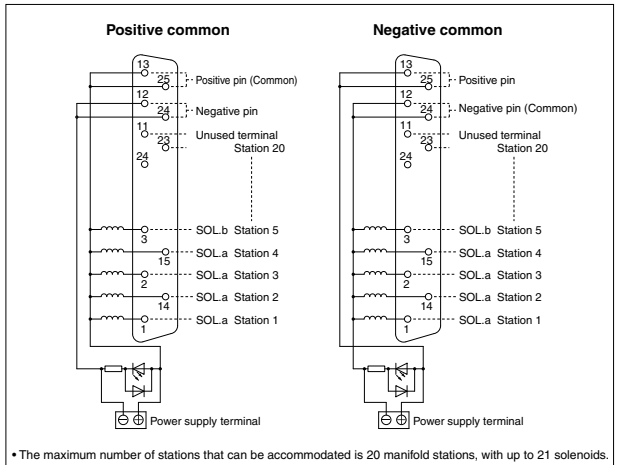 Positive common
13
25
Positive pin (Common)
12
24
Negative pin
11
Unused terminal
23
Station 20
24
SOL.b Station 5
3
SOL.a Station 4
15
SOL.a Station 3
2
SOL.a Station 2
14
SOL.a Station 1
1
⊖ ⊕ Power supply terminal
Negative common
13
25
Positive pin
12
24
Negative pin (Common)
11
Unused terminal
23
Station 20
24
SOL.b Station 5
3
SOL.a Station 4
15
SOL.a Station 3
2
SOL.a Station 2
14
SOL.a Station 1
1
⊖ ⊕ Power supply terminal
• The maximum number of stations that can be accommodated is 20 manifold stations, with up to 21 solenoids.